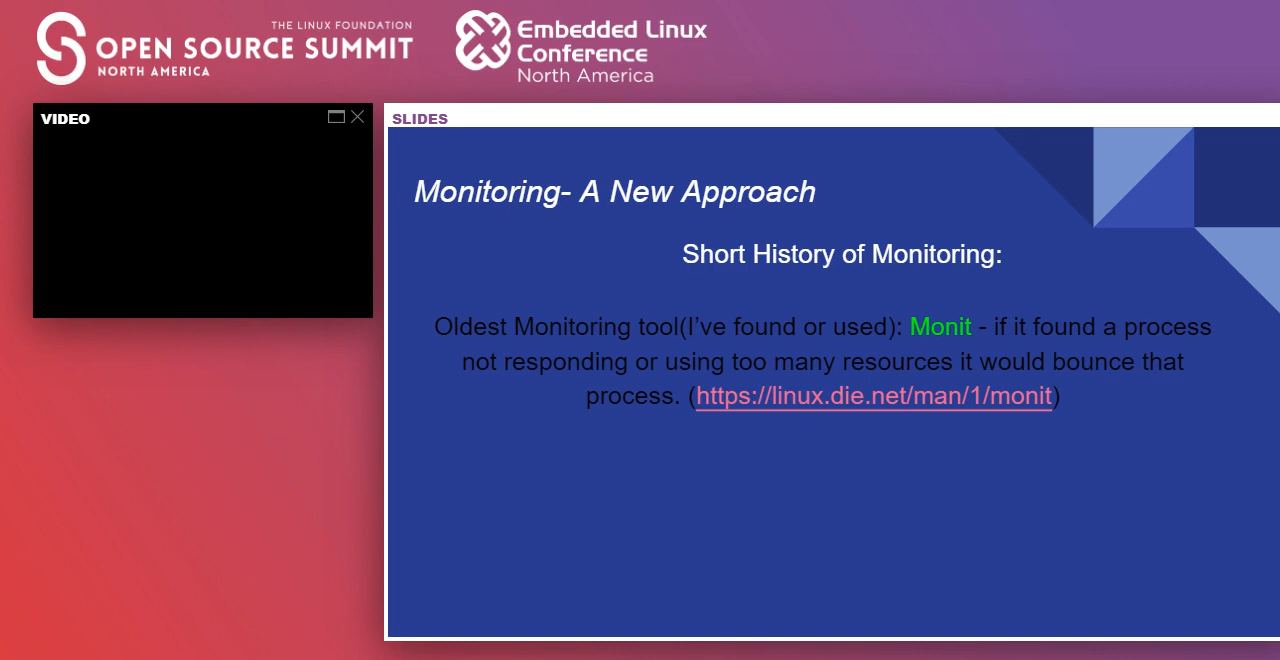 THE LINUX FOUNDATION
OPEN SOURCE SUMMIT
NORTH AMERICA
Embedded Linux
Conference
North America
VIDEO
SLIDES
Monitoring- A New Approach
Short History of Monitoring:
Oldest Monitoring tool(I’ve found or used): Monit - if it found a process
not responding or using too many resources it would bounce that
process. (https://linux.die.net/man/1/monit)